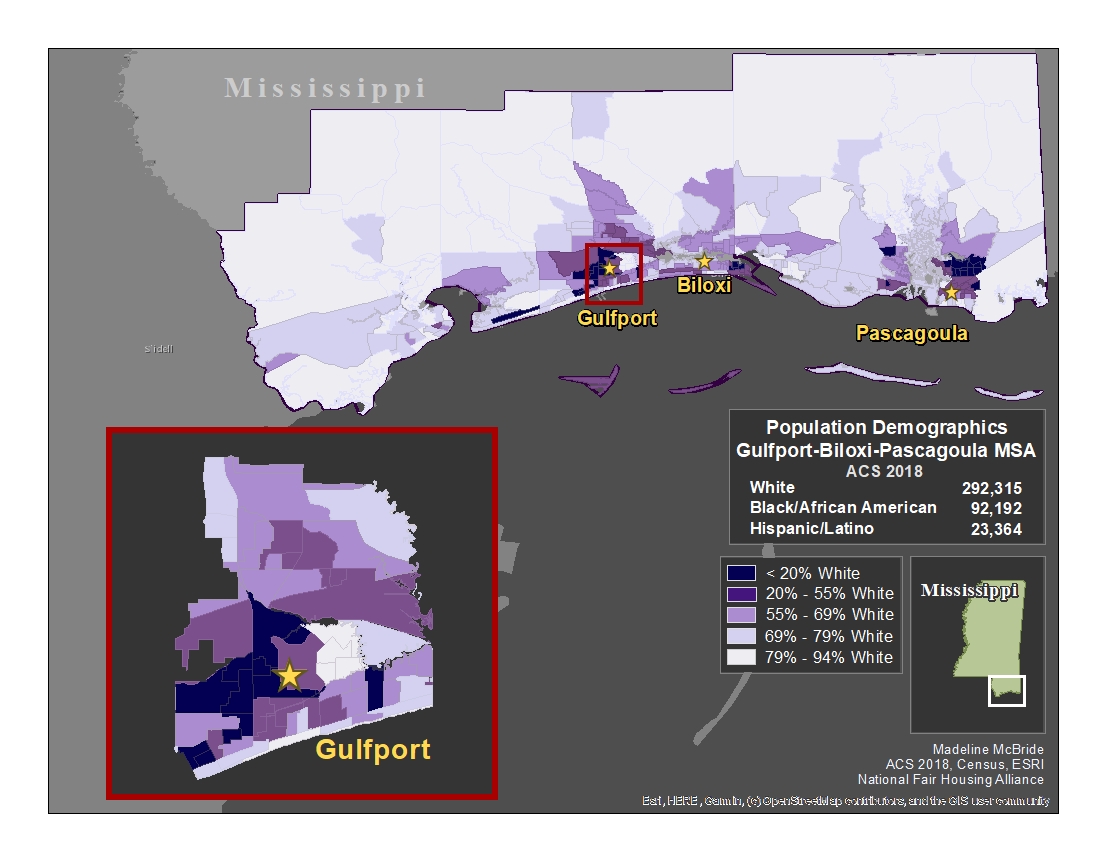 Mississippi
Biloxi
Gulfport
Pascagoula
Slidell
Population Demographics
Gulfport-Biloxi-Pascagoula MSA
ACS 2018
White 292,315
Black/African American 92,192
Hispanic/Latino 23,364
< 20% White
20% - 55% White
55% - 69% White
69% - 79% White
79% - 94% White
Mississippi
Gulfport
Madeline McBride
ACS 2018, Census, ESRI
National Fair Housing Alliance
Esri, HERE, Garmin, (c) OpenStreetMap contributors, and the GIS user community